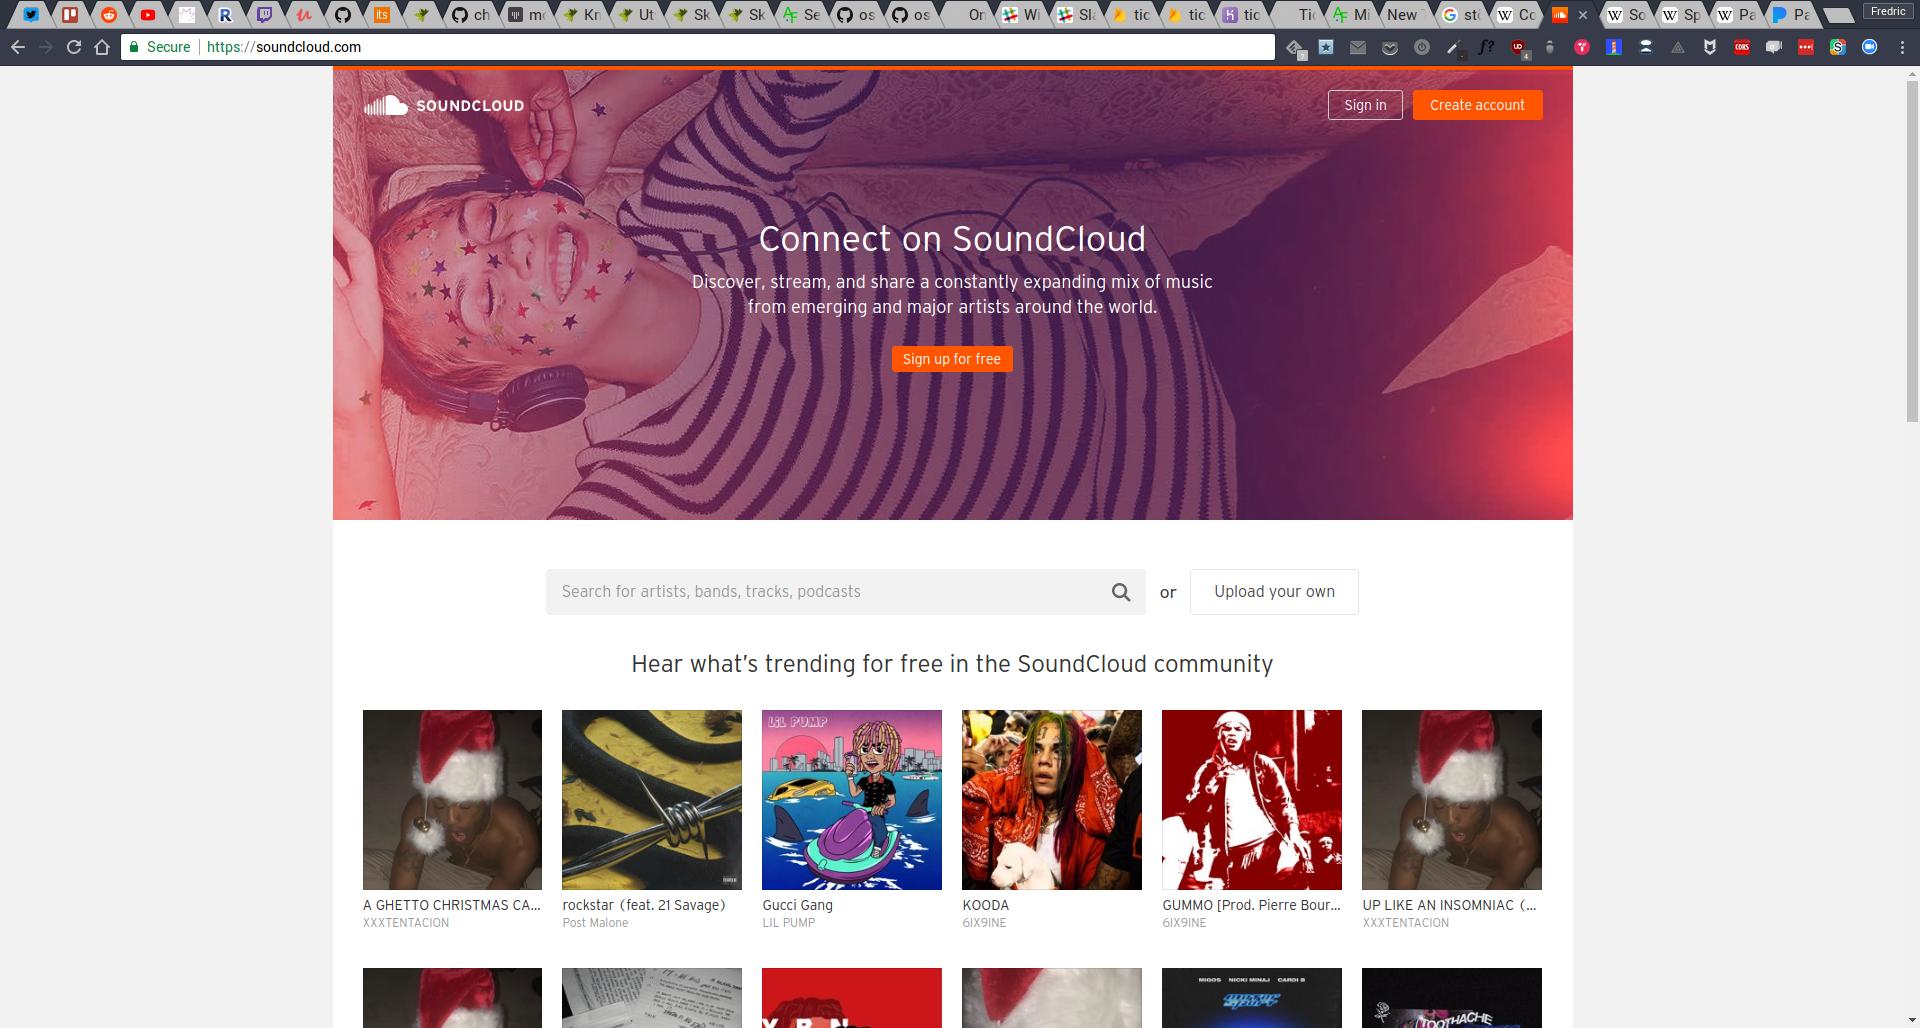 ch
mc
Kn
Ut
Sk
Sk
Se
os
os
On
Wi
Sla
tic
tic
tic
Tic
Mi
New
sto
Co
So
Sp
Pa
Pa
Fredric
Secure
https://soundcloud.com
SOUNDCLOUD
Sign in
Create account
Connect on SoundCloud
Discover, stream, and share a constantly expanding mix of music
from emerging and major artists around the world.
Sign up for free
Search for artists, bands, tracks, podcasts
or
Upload your own
Hear what’s trending for free in the SoundCloud community
LIL PUMP
A GHETTO CHRISTMAS CA...
XXXTENTACION
rockstar (feat. 21 Savage)
Post Malone
Gucci Gang
LIL PUMP
KOODA
6IX9INE
GUMMO [Prod. Pierre Bour...
6IX9INE
UP LIKE AN INSOMNIAC (...
XXXTENTACION
MIGOS NICKI MINAJ CARDI B
TOOTHACHE